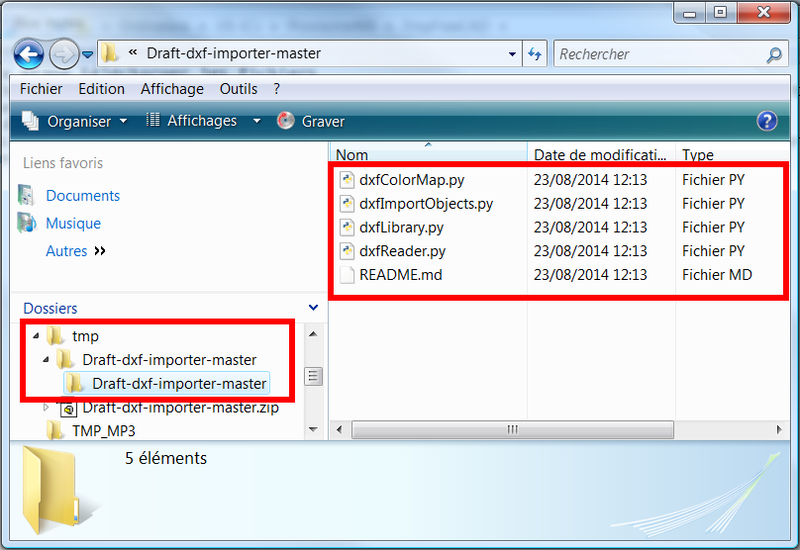 « Draft-dxf-importer-master
Rechercher
Fichier Edition Affichage Outils ?
Organiser Affichages Graver ?
Liens favoris
Documents
Musique
Autres »
Dossiers
tmp
Draft-dxf-importer-master
Draft-dxf-importer-master
Draft-dxf-importer-master.zip
TMP_MP3
Nom Date de modificati... Type
dxfColorMap.py 23/08/2014 12:13 Fichier PY
dxfImportObjects.py 23/08/2014 12:13 Fichier PY
dxfLibrary.py 23/08/2014 12:13 Fichier PY
dxfReader.py 23/08/2014 12:13 Fichier PY
README.md 23/08/2014 12:13 Fichier MD
5 éléments